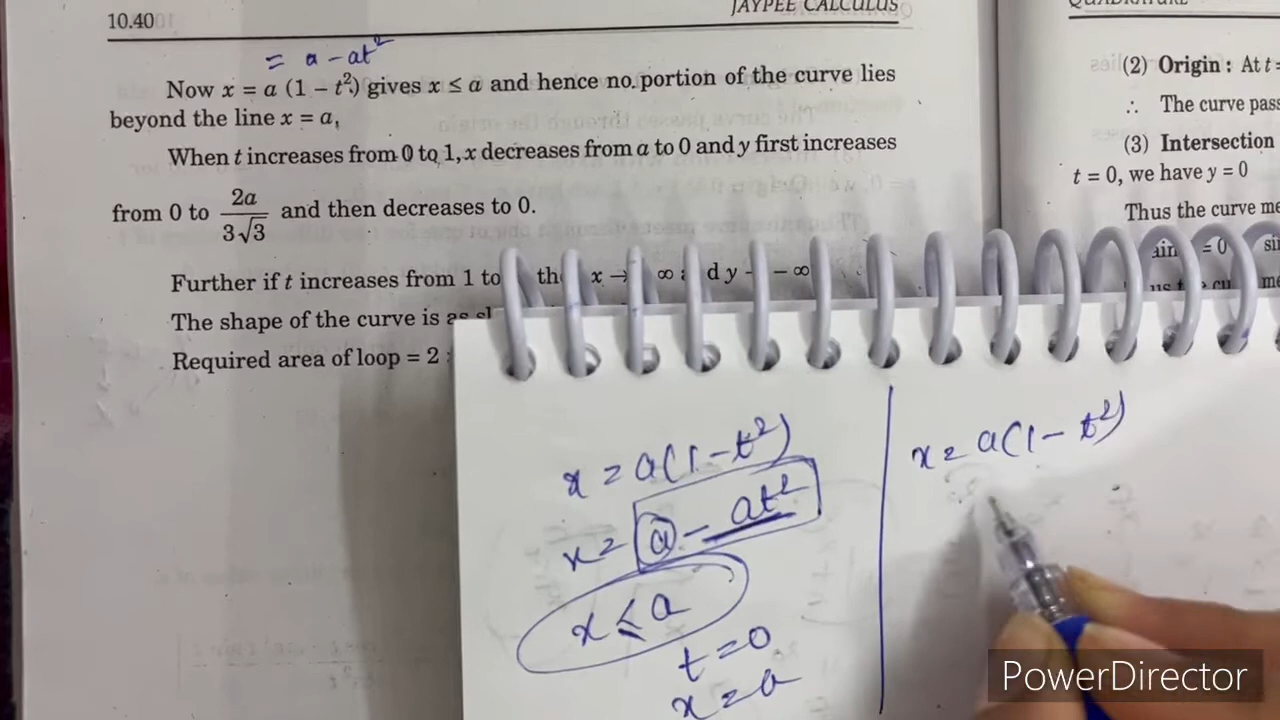 10.40
JAYPEE CALCULUS
= a - at²
Now x = a (1 – t²) gives x ≤ a and hence no portion of the curve lies
beyond the line x = a,
When t increases from 0 to 1, x decreases from a to 0 and y first increases
from 0 to 2a / 3√3 and then decreases to 0.
Further if t increases from 1 to th x → ∞ d y – ∞
The shape of the curve is as
Required area of loop = 2
x = a(1-t²)
x = a - at²
x ≤ a
t = 0
x = a
x = a(1 - t²)
QUADRATURE
(2) Origin : At t =
∴ The curve pass
(3) Intersection
t = 0, we have y = 0
Thus the curve me
= 0
PowerDirector